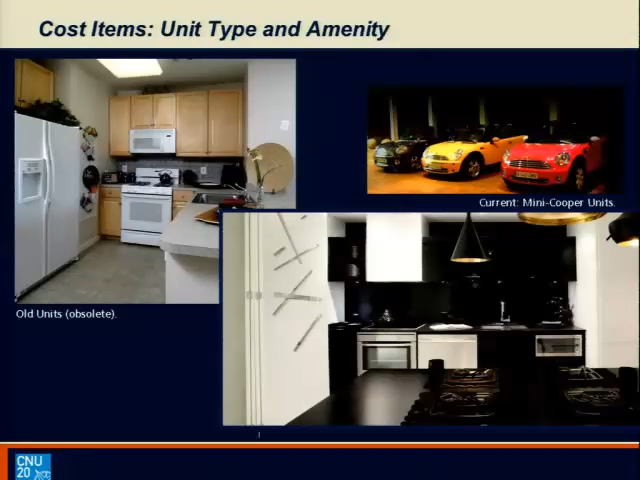 Cost Items: Unit Type and Amenity
Current: Mini-Cooper Units.
Old Units (obsolete).
CNU
20